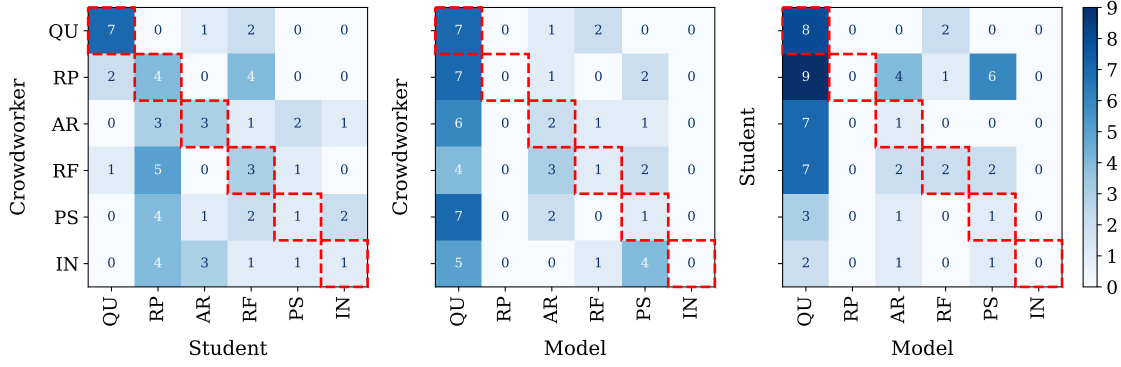 QU 7 0 1 2 0 0
RP 2 4 0 4 0 0
AR 0 3 3 1 2 1
RF 1 5 0 3 1 0
PS 0 4 1 2 1 2
IN 0 4 3 1 1 1
QU RP AR RF PS IN
Student
Crowdworker
7 0 1 2 0 0
7 0 1 0 2 0
6 0 2 1 1 0
4 0 3 1 2 0
7 0 2 0 1 0
5 0 0 1 4 0
QU RP AR RF PS IN
Model
Crowdworker
8 0 0 2 0 0
9 0 4 1 6 0
7 0 1 0 0 0
7 0 2 2 2 0
3 0 1 0 1 0
2 0 1 0 1 0
QU RP AR RF PS IN
Model
Student
9
8
7
6
5
4
3
2
1
0